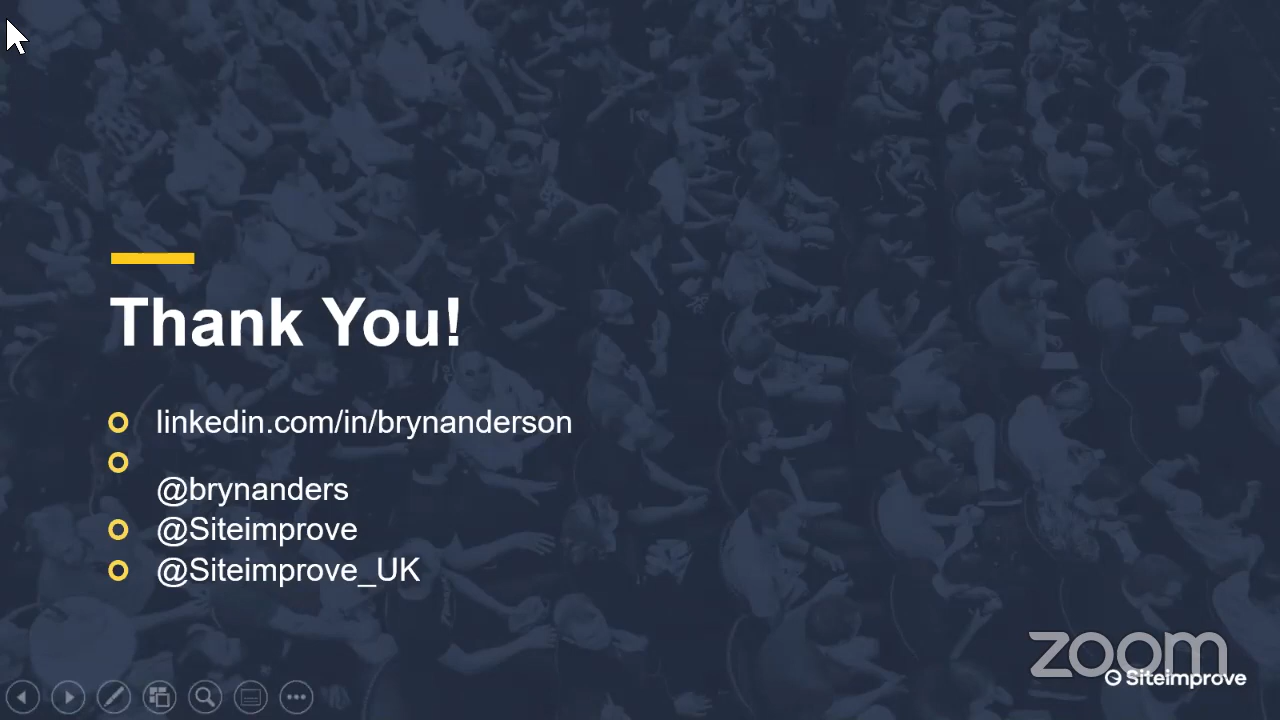 Thank You!
linkedin.com/in/brynanderson
@brynanders
@Siteimprove
@Siteimprove_UK
zoom
Siteimprove